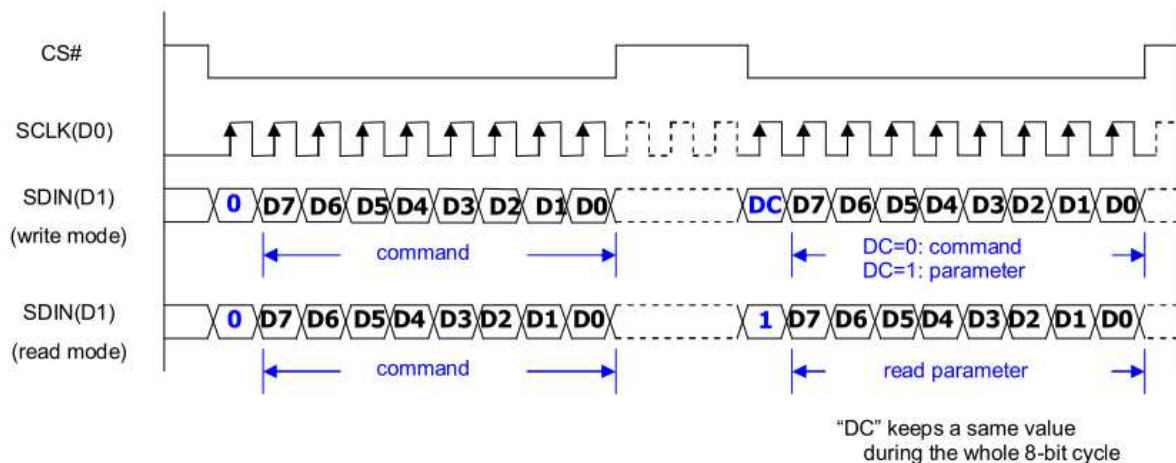 CS#
SCLK(D0)
SDIN(D1) 0 D7 D6 D5 D4 D3 D2 D1 D0 DC D7 D6 D5 D4 D3 D2 D1 D0
(write mode) command DC=0: command
DC=1: parameter
SDIN(D1) 0 D7 D6 D5 D4 D3 D2 D1 D0 1 D7 D6 D5 D4 D3 D2 D1 D0
(read mode) command read parameter
“DC” keeps a same value
during the whole 8-bit cycle